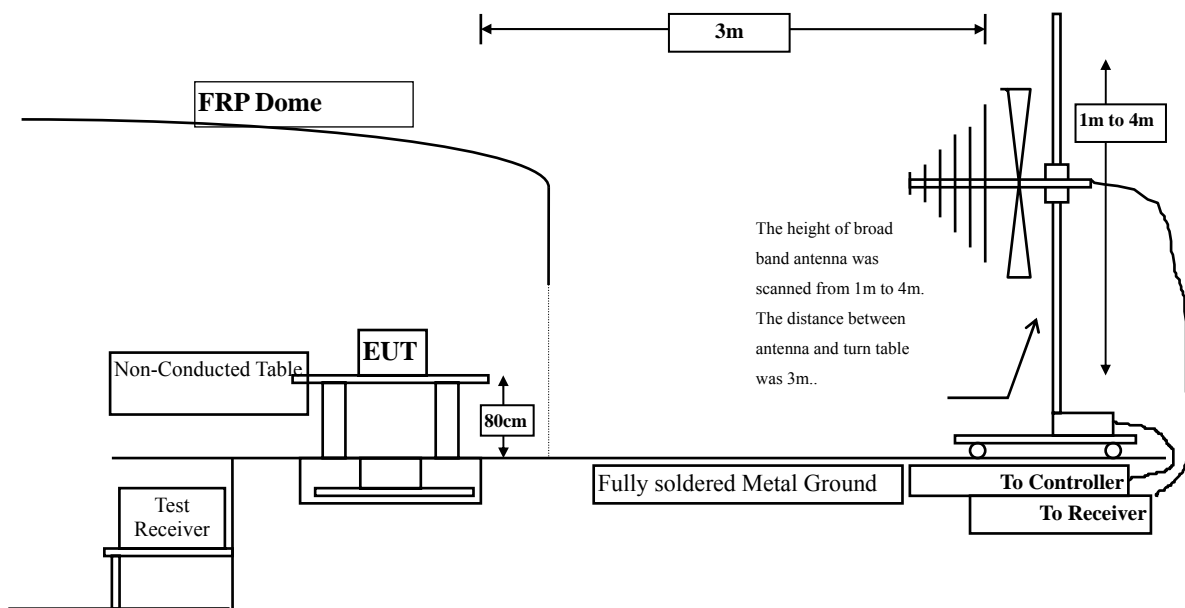 3m
FRP Dome
1m to 4m
The height of broad
band antenna was
scanned from 1m to 4m.
The distance between
antenna and turn table
was 3m..
EUT
Non-Conducted Table
80cm
Fully soldered Metal Ground
To Controller
To Receiver
Test
Receiver